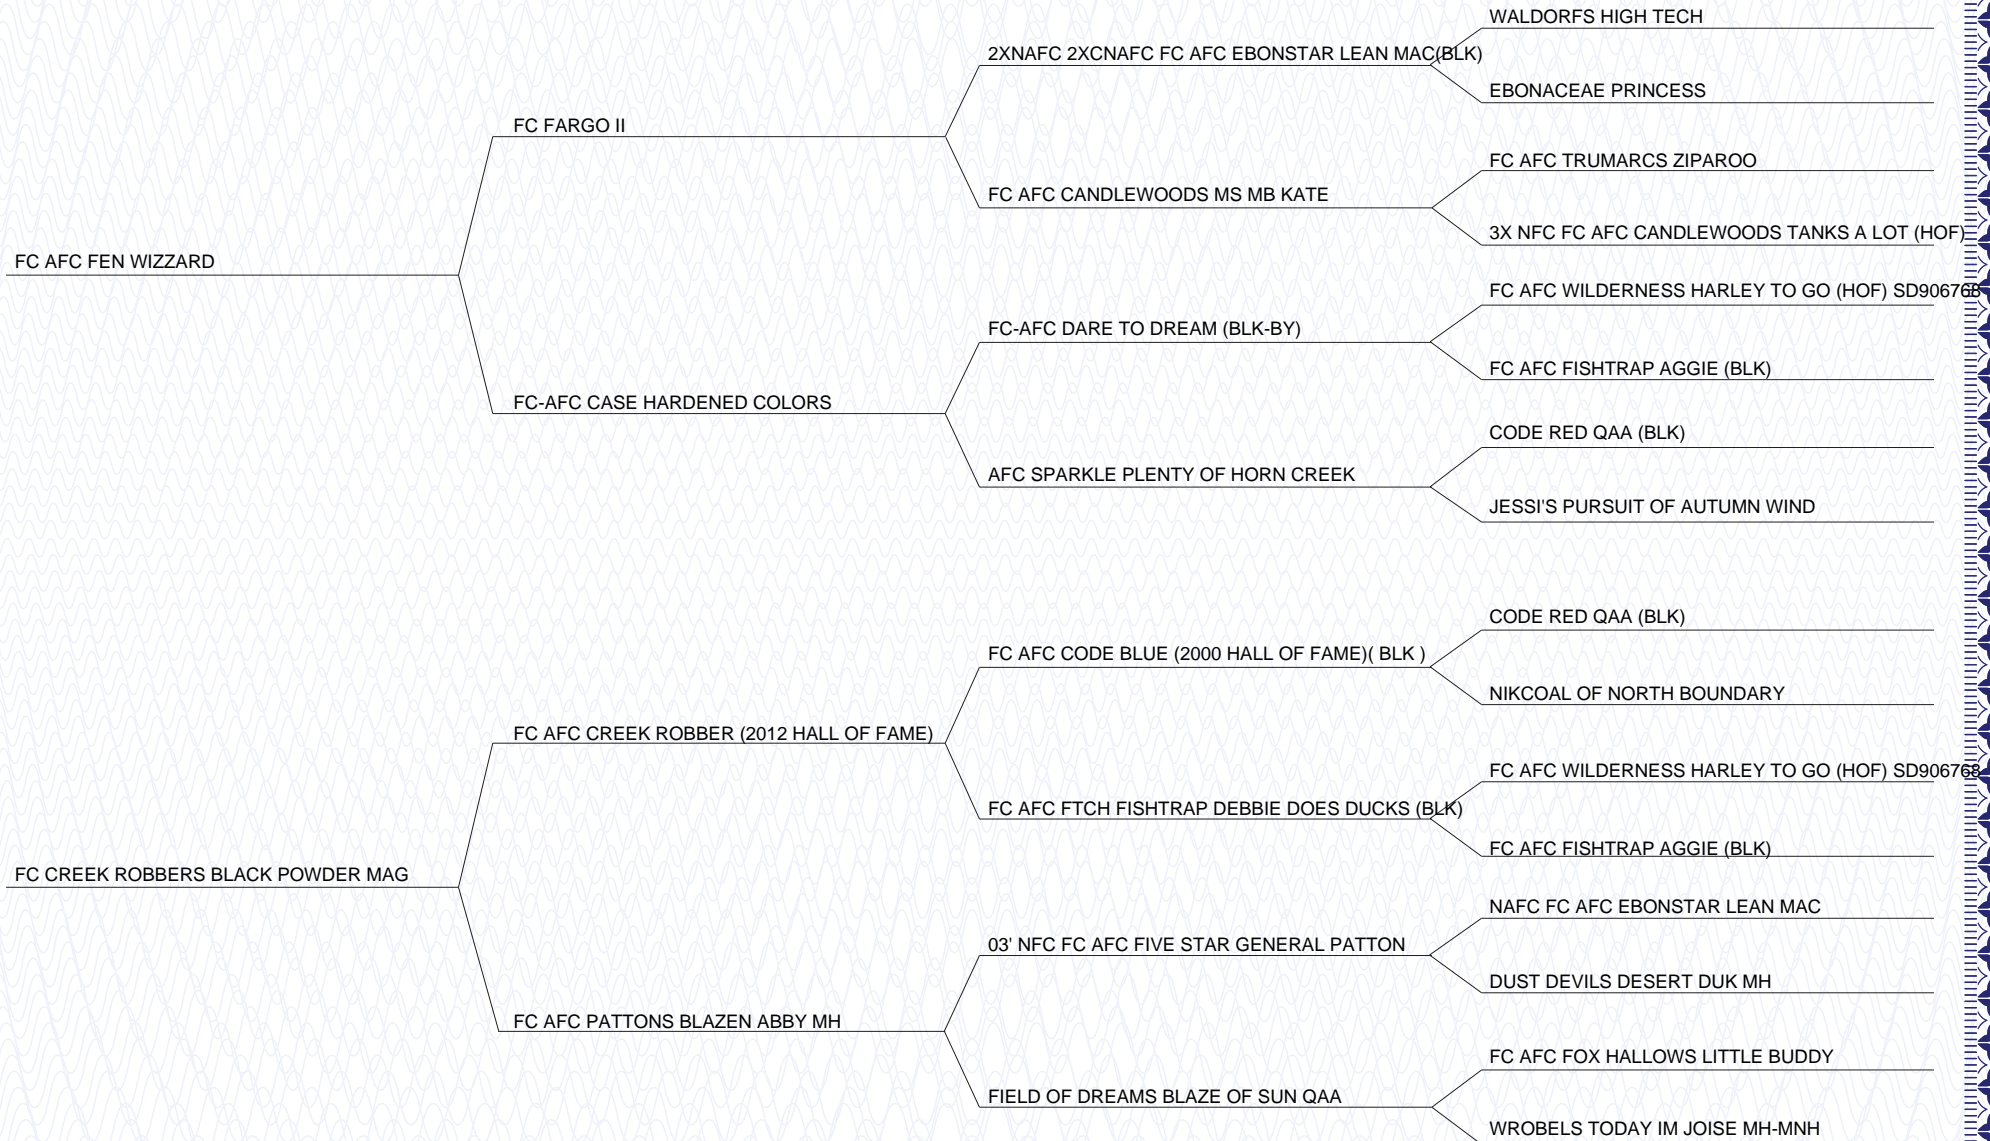 WALDORFS HIGH TECH
2XNAFC 2XCNAFC FC AFC EBONSTAR LEAN MAC(BLK)
EBONACEAE PRINCESS
FC FARGO II
FC AFC TRUMARCS ZIPAROO
FC AFC CANDLEWOODS MS MB KATE
3X NFC FC AFC CANDLEWOODS TANKS A LOT (HOF)
FC AFC FEN WIZZARD
FC AFC WILDERNESS HARLEY TO GO (HOF) SD906768
FC-AFC DARE TO DREAM (BLK-BY)
FC AFC FISHTRAP AGGIE (BLK)
FC-AFC CASE HARDENED COLORS
CODE RED QAA (BLK)
AFC SPARKLE PLENTY OF HORN CREEK
JESSI'S PURSUIT OF AUTUMN WIND
CODE RED QAA (BLK)
FC AFC CODE BLUE (2000 HALL OF FAME)( BLK )
NIKCOAL OF NORTH BOUNDARY
FC AFC CREEK ROBBER (2012 HALL OF FAME)
FC AFC WILDERNESS HARLEY TO GO (HOF) SD906768
FC AFC FTCH FISHTRAP DEBBIE DOES DUCKS (BLK)
FC AFC FISHTRAP AGGIE (BLK)
FC CREEK ROBBERS BLACK POWDER MAG
NAFC FC AFC EBONSTAR LEAN MAC
03' NFC FC AFC FIVE STAR GENERAL PATTON
DUST DEVILS DESERT DUK MH
FC AFC PATTONS BLAZEN ABBY MH
FC AFC FOX HALLOWS LITTLE BUDDY
FIELD OF DREAMS BLAZE OF SUN QAA
WROBELS TODAY IM JOISE MH-MNH